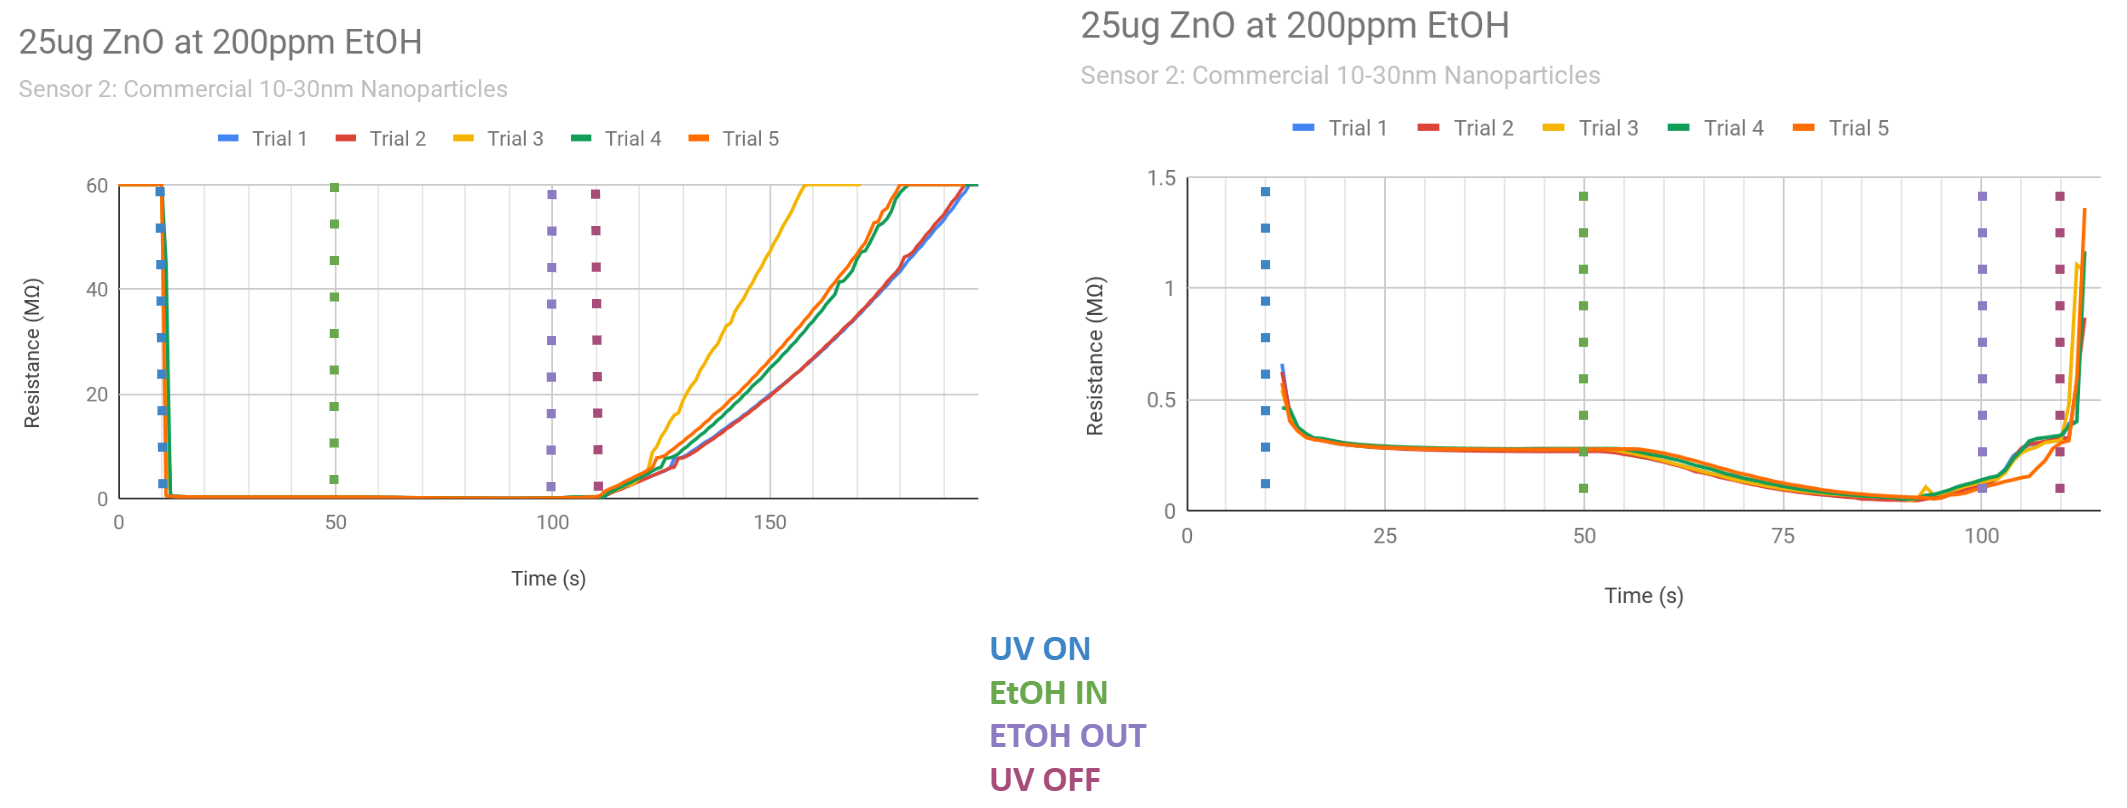 25ug ZnO at 200ppm EtOH
Sensor 2: Commercial 10-30nm Nanoparticles
Trial 1 Trial 2 Trial 3 Trial 4 Trial 5
60
40
20
0
Resistance (MΩ)
0 50 100 150
Time (s)
25ug ZnO at 200ppm EtOH
Sensor 2: Commercial 10-30nm Nanoparticles
Trial 1 Trial 2 Trial 3 Trial 4 Trial 5
1.5
1
0.5
0
Resistance (MΩ)
0 25 50 75 100
Time (s)
UV ON
EtOH IN
ETOH OUT
UV OFF